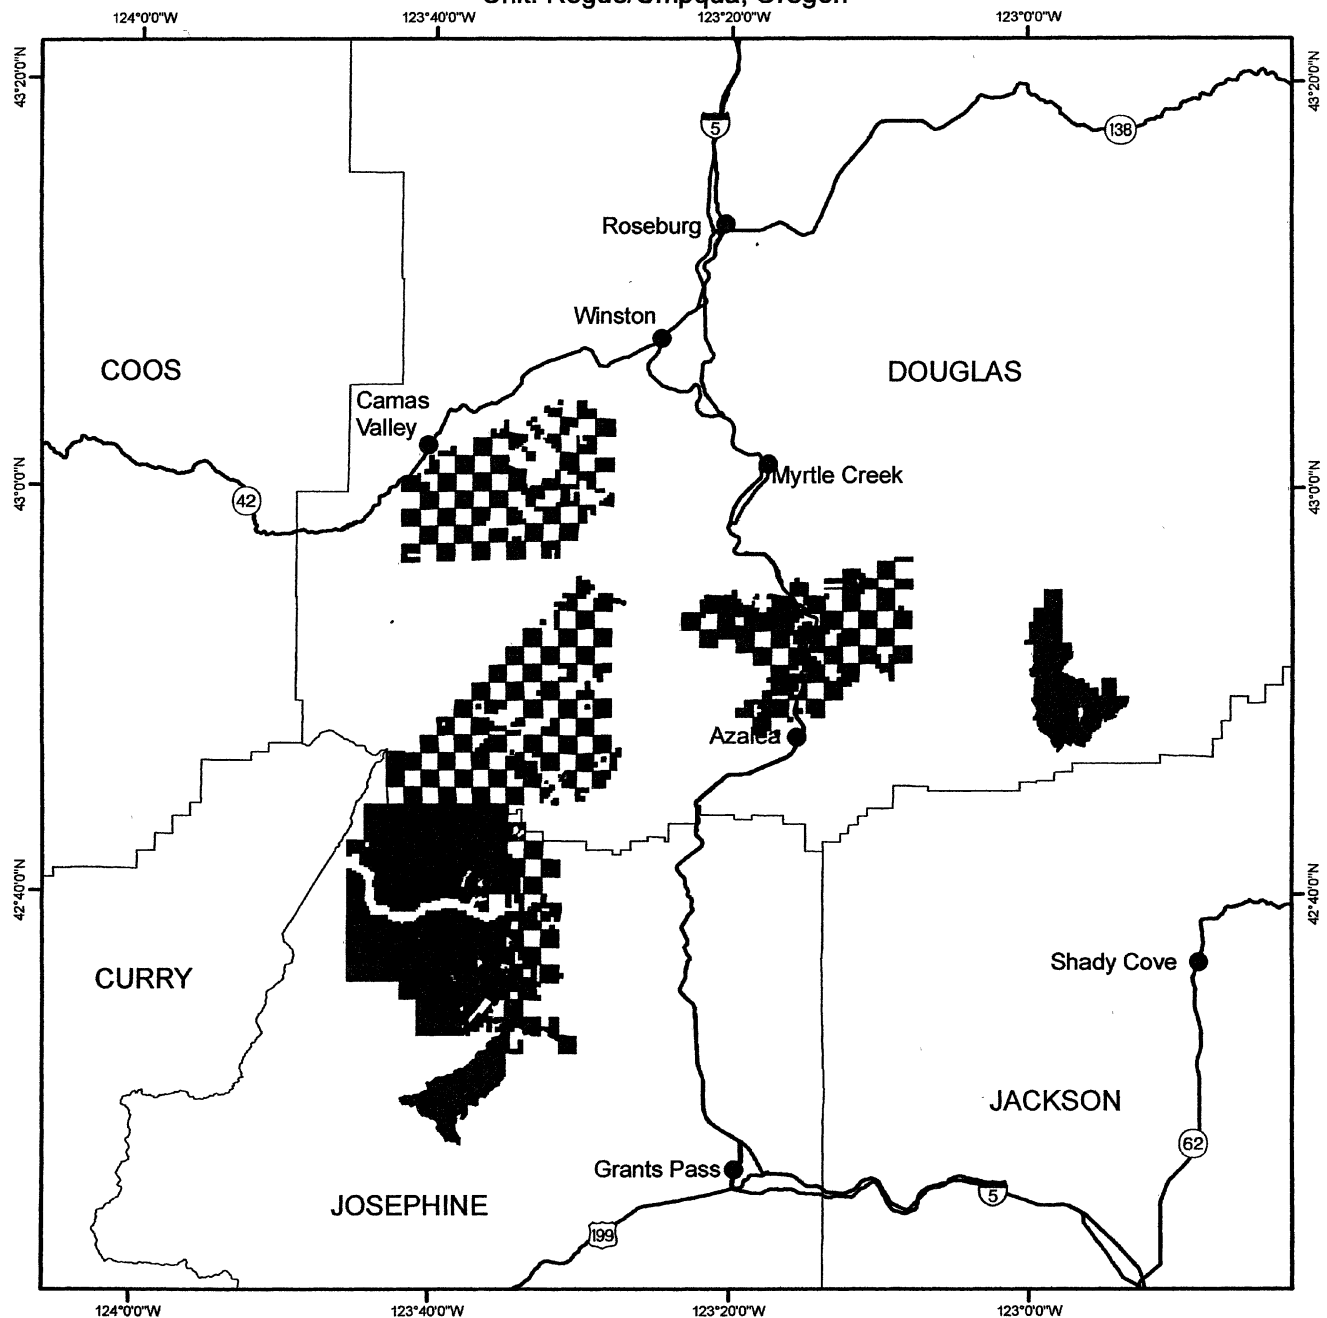 Unit: Rogue/Umpqua, Oregon
124°0'0"W
123°40'0"W
123°20'0"W
123°0'0"W
43°20'0"N
43°20'0"N
5
138
Roseburg
Winston
COOS
DOUGLAS
Camas
Valley
Myrtle Creek
43°0'0"N
43°0'0"N
42
Azalea
42°40'0"N
42°40'0"N
Shady Cove
CURRY
JACKSON
62
Grants Pass
5
JOSEPHINE
199
124°0'0"W
123°40'0"W
123°20'0"W
123°0'0"W